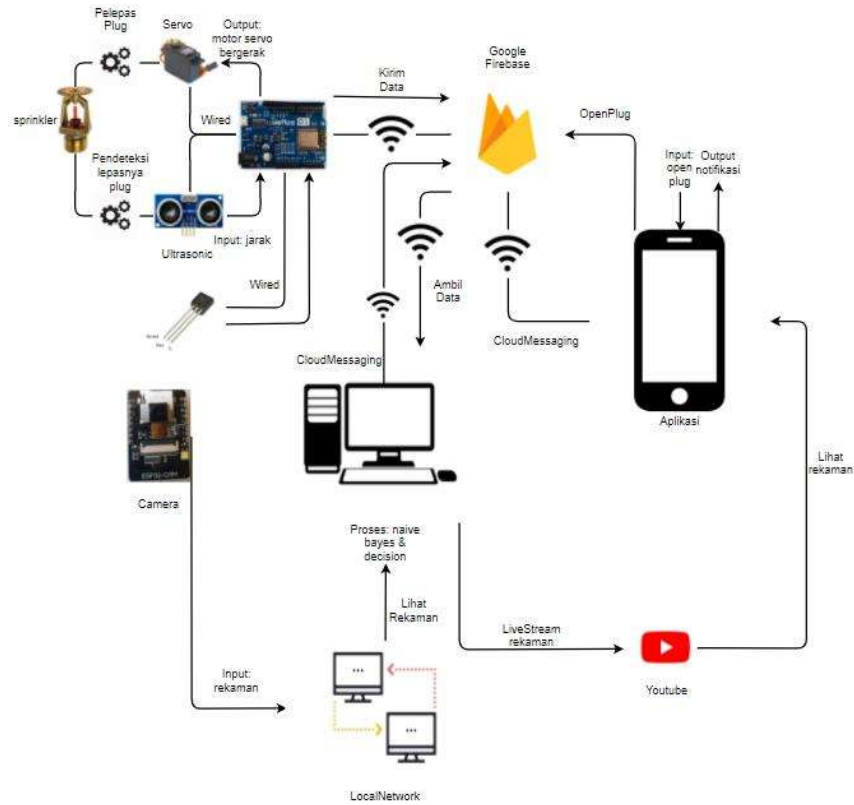 Pelepas
Plug
Servo
Output:
motor servo
bergerak
Google
Firebase
Kirim
Data
OpenPlug
sprinkler
Wired
Input:
open
plug
Output
notifikasi
Pendeteksi
lepasnya
plug
Ultrasonic
Input: jarak
Wired
Ambil
Data
CloudMessaging
CloudMessaging
Aplikasi
ESP32-CAM
Camera
Lihat
rekaman
Proses: naive
bayes &
decision
Lihat
Rekaman
LiveStream
rekaman
Input:
rekaman
Youtube
LocalNetwork